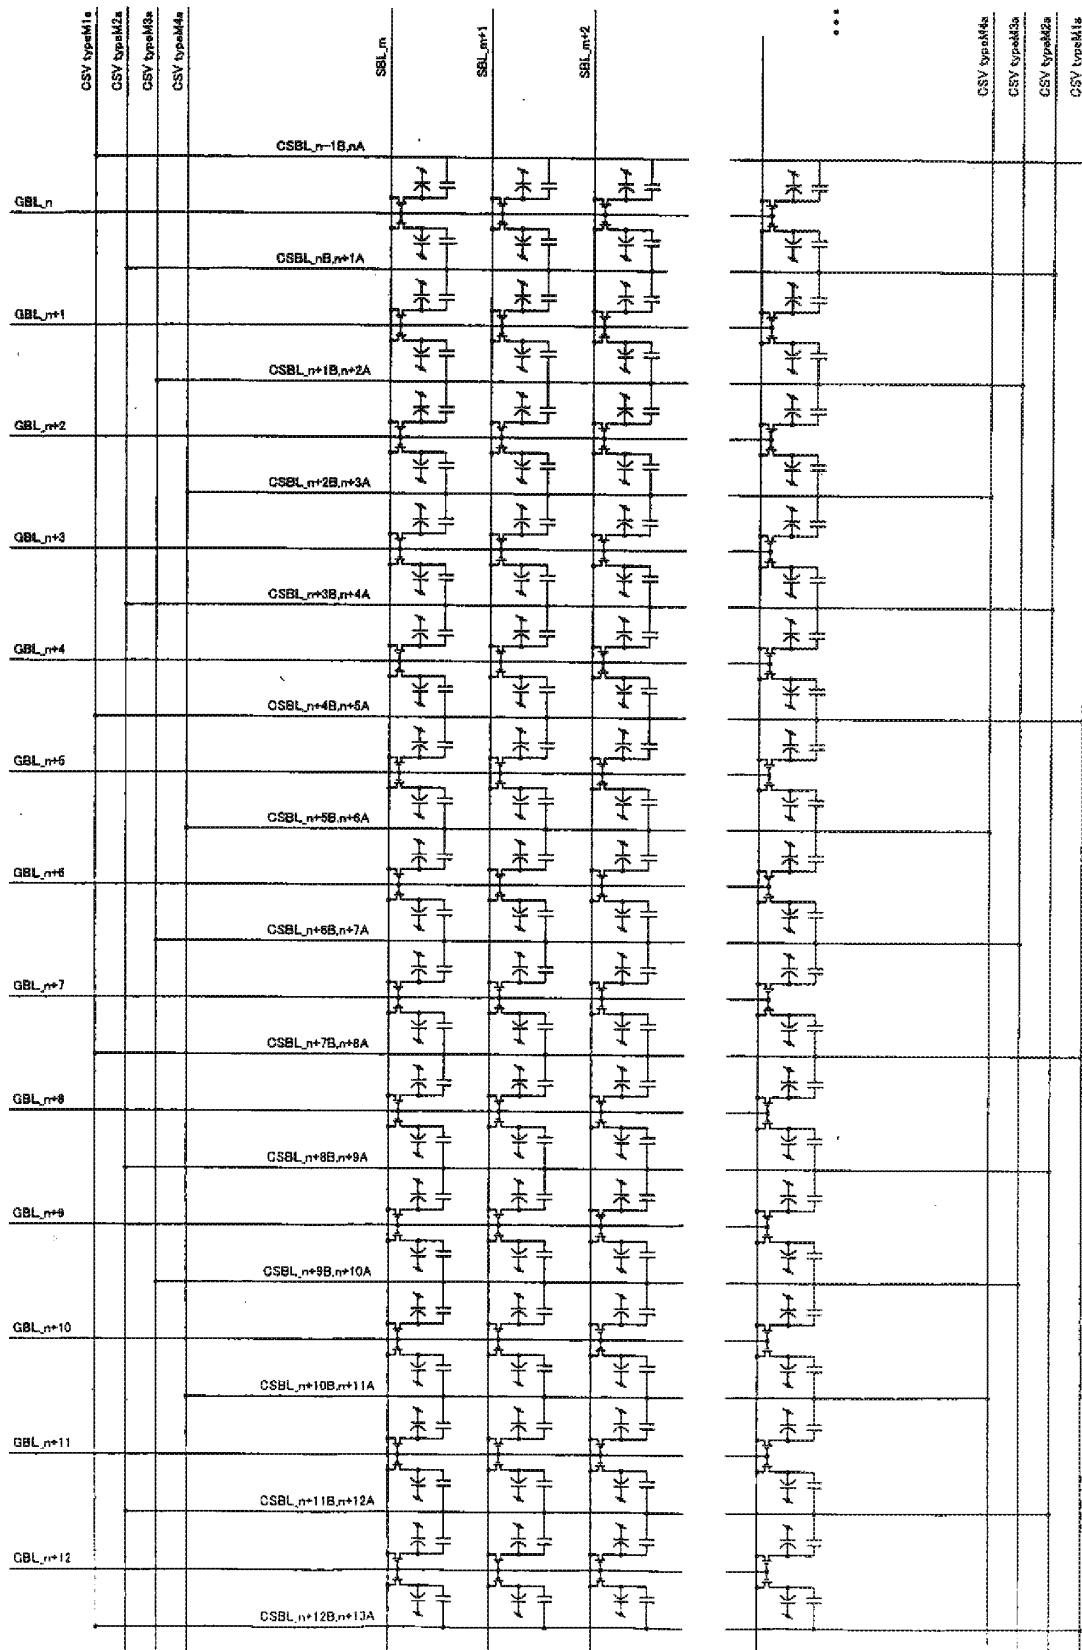 CSV typeM1a
CSV typeM2a
CSV typeM3a
CSV typeM4a
SBL_m
SBL_m+1
SBL_m+2
...
CSV typeM4a
CSV typeM3a
CSV typeM2a
CSV typeM1a
CSBL_n-1B,nA
GBL_n
CSBL_nB,n+1A
GBL_n+1
CSBL_n+1B,n+2A
GBL_n+2
CSBL_n+2B,n+3A
GBL_n+3
CSBL_n+3B,n+4A
GBL_n+4
CSBL_n+4B,n+5A
GBL_n+5
CSBL_n+5B,n+6A
GBL_n+6
CSBL_n+6B,n+7A
GBL_n+7
CSBL_n+7B,n+8A
GBL_n+8
CSBL_n+8B,n+9A
GBL_n+9
CSBL_n+9B,n+10A
GBL_n+10
CSBL_n+10B,n+11A
GBL_n+11
CSBL_n+11B,n+12A
GBL_n+12
CSBL_n+12B,n+13A